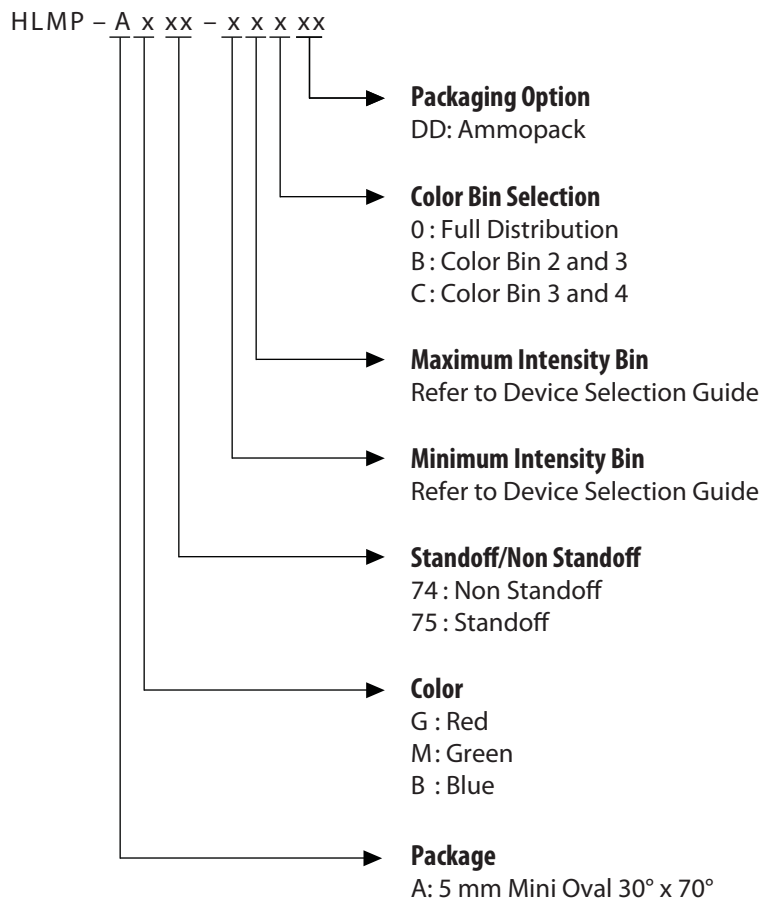 HLMP – A x xx – x x x xx
Packaging Option
DD: Ammopack
Color Bin Selection
0 : Full Distribution
B : Color Bin 2 and 3
C : Color Bin 3 and 4
Maximum Intensity Bin
Refer to Device Selection Guide
Minimum Intensity Bin
Refer to Device Selection Guide
Standoff/Non Standoff
74 : Non Standoff
75 : Standoff
Color
G : Red
M : Green
B : Blue
Package
A: 5 mm Mini Oval 30° x 70°